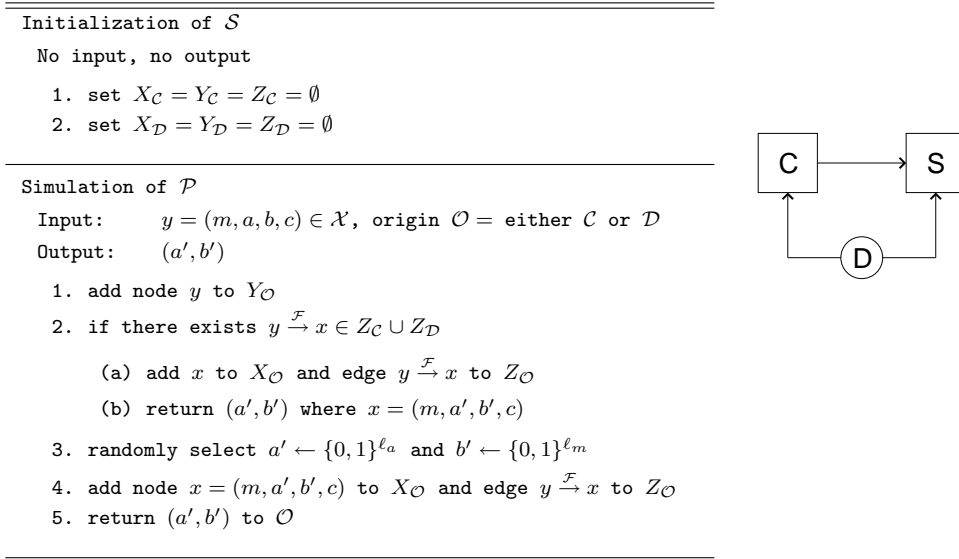 Initialization of 𝒮
No input, no output
1. set X_𝒞 = Y_𝒞 = Z_𝒞 = ∅
2. set X_𝒟 = Y_𝒟 = Z_𝒟 = ∅
Simulation of 𝒫
Input: y = (m, a, b, c) ∈ 𝒳, origin 𝒪 = either 𝒞 or 𝒟
Output: (a′, b′)
1. add node y to Y_𝒪
2. if there exists y →^ℱ x ∈ Z_𝒞 ∪ Z_𝒟
(a) add x to X_𝒪 and edge y →^ℱ x to Z_𝒪
(b) return (a′, b′) where x = (m, a′, b′, c)
3. randomly select a′ ← {0, 1}^{ℓ_a} and b′ ← {0, 1}^{ℓ_m}
4. add node x = (m, a′, b′, c) to X_𝒪 and edge y →^ℱ x to Z_𝒪
5. return (a′, b′) to 𝒪
C S
D